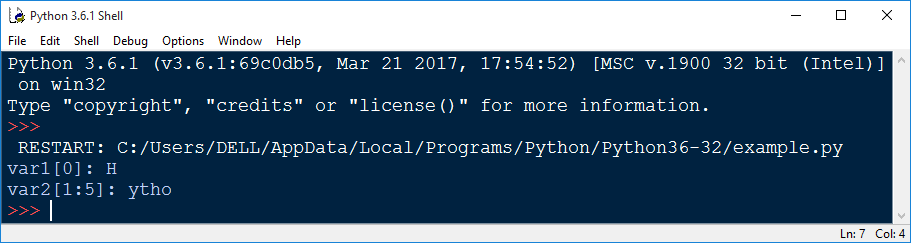 Python 3.6.1 Shell
File Edit Shell Debug Options Window Help
Python 3.6.1 (v3.6.1:69c0db5, Mar 21 2017, 17:54:52) [MSC v.1900 32 bit (Intel)]
on win32
Type "copyright", "credits" or "license()" for more information.
>>>
RESTART: C:/Users/DELL/AppData/Local/Programs/Python/Python36-32/example.py
var1[0]: H
var2[1:5]: ytho
>>>
Ln: 7 Col: 4